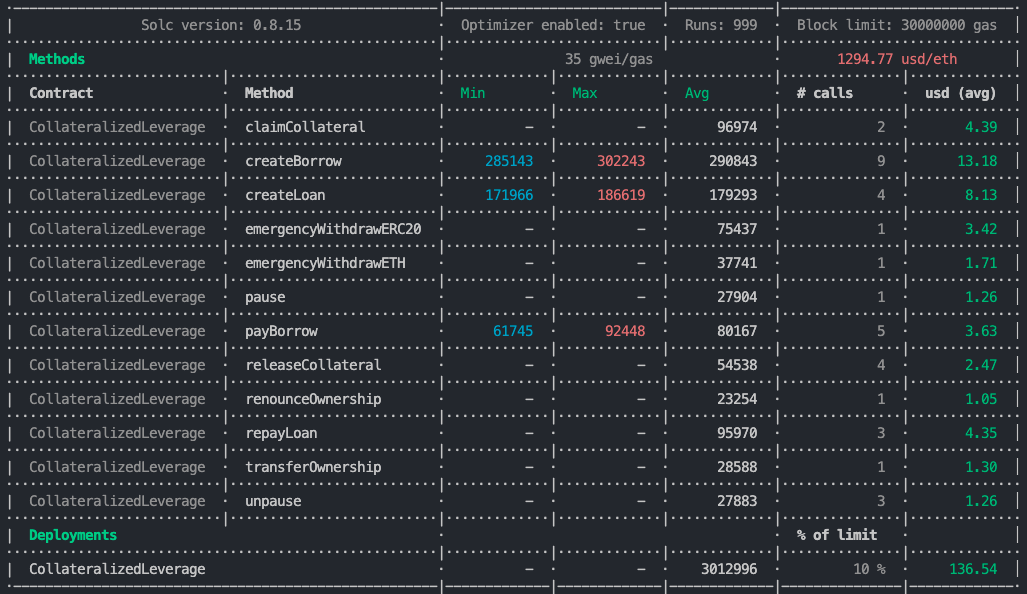 Solc version: 0.8.15 · Optimizer enabled: true · Runs: 999 · Block limit: 30000000 gas
Methods · 35 gwei/gas · 1294.77 usd/eth
Contract · Method · Min · Max · Avg · # calls · usd (avg)
CollateralizedLeverage · claimCollateral · - · - · 96974 · 2 · 4.39
CollateralizedLeverage · createBorrow · 285143 · 302243 · 290843 · 9 · 13.18
CollateralizedLeverage · createLoan · 171966 · 186619 · 179293 · 4 · 8.13
CollateralizedLeverage · emergencyWithdrawERC20 · - · - · 75437 · 1 · 3.42
CollateralizedLeverage · emergencyWithdrawETH · - · - · 37741 · 1 · 1.71
CollateralizedLeverage · pause · - · - · 27904 · 1 · 1.26
CollateralizedLeverage · payBorrow · 61745 · 92448 · 80167 · 5 · 3.63
CollateralizedLeverage · releaseCollateral · - · - · 54538 · 4 · 2.47
CollateralizedLeverage · renounceOwnership · - · - · 23254 · 1 · 1.05
CollateralizedLeverage · repayLoan · - · - · 95970 · 3 · 4.35
CollateralizedLeverage · transferOwnership · - · - · 28588 · 1 · 1.30
CollateralizedLeverage · unpause · - · - · 27883 · 3 · 1.26
Deployments · % of limit ·
CollateralizedLeverage · - · - · 3012996 · 10 % · 136.54